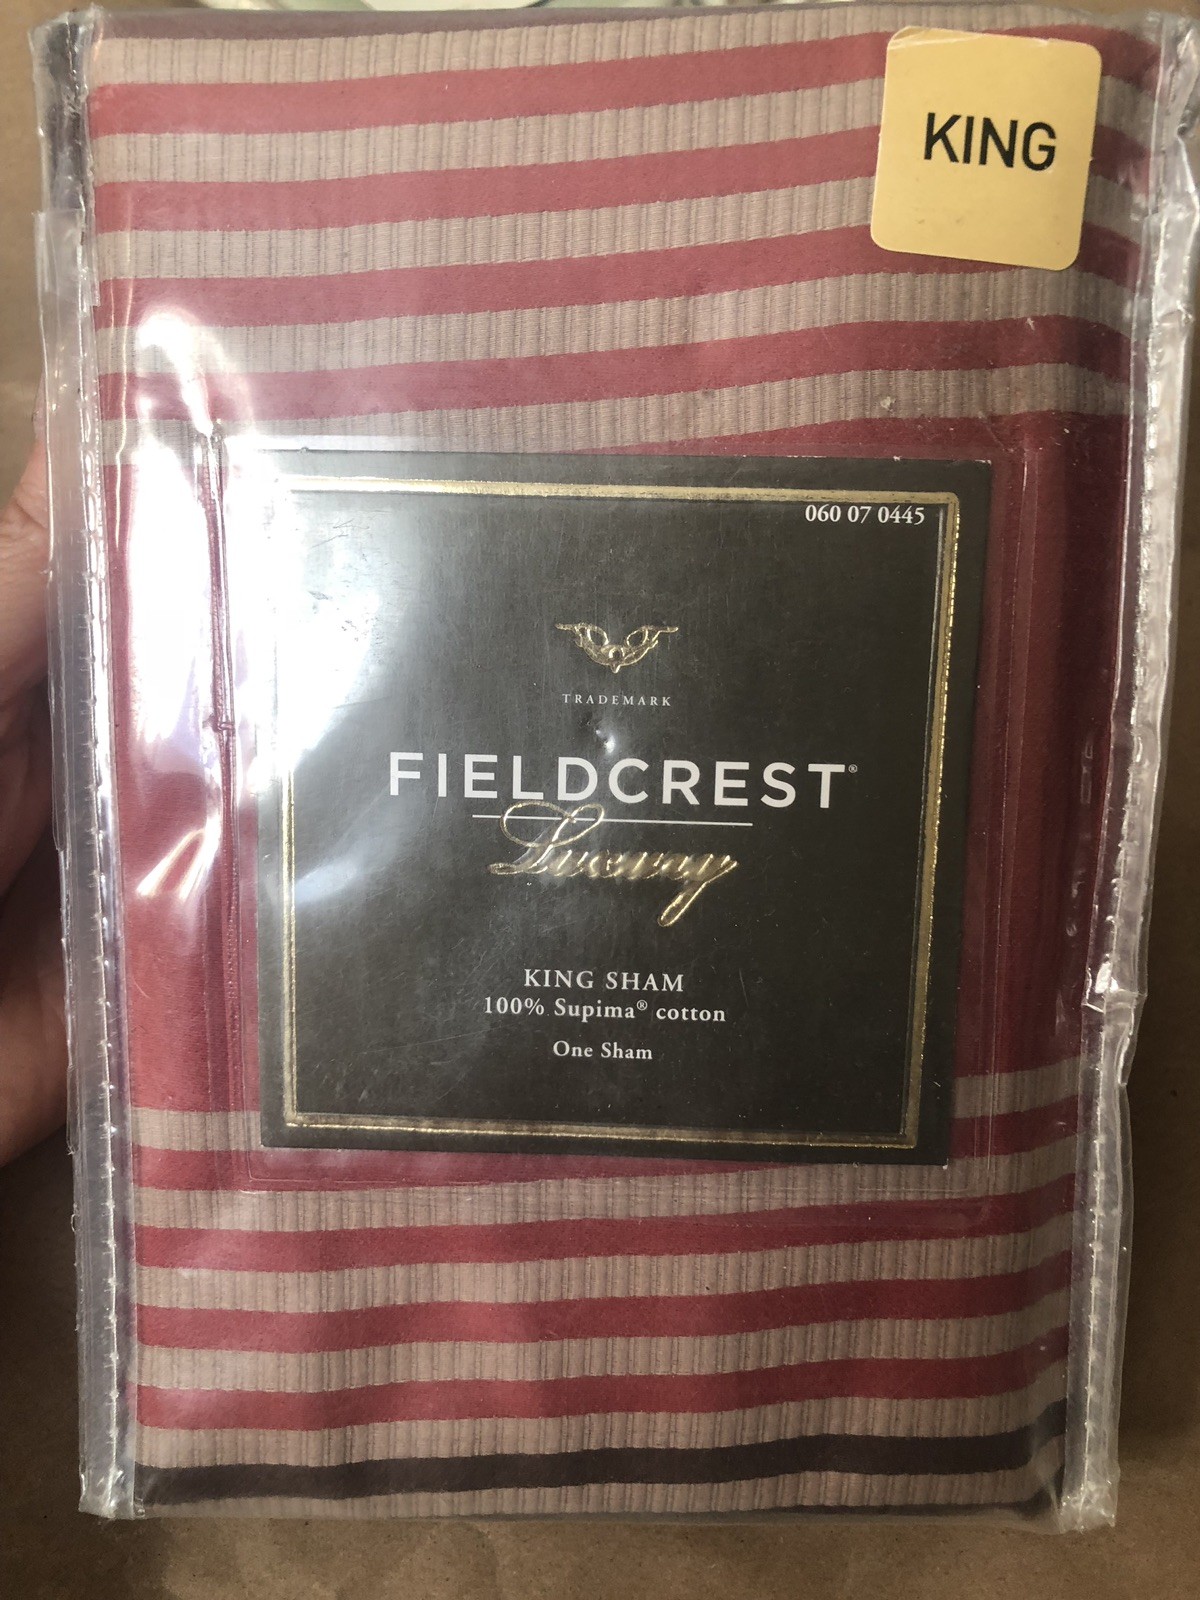 KING
060 07 0445
TRADEMARK
FIELDCREST®
Luxury
KING SHAM
100% Supima® cotton
One Sham